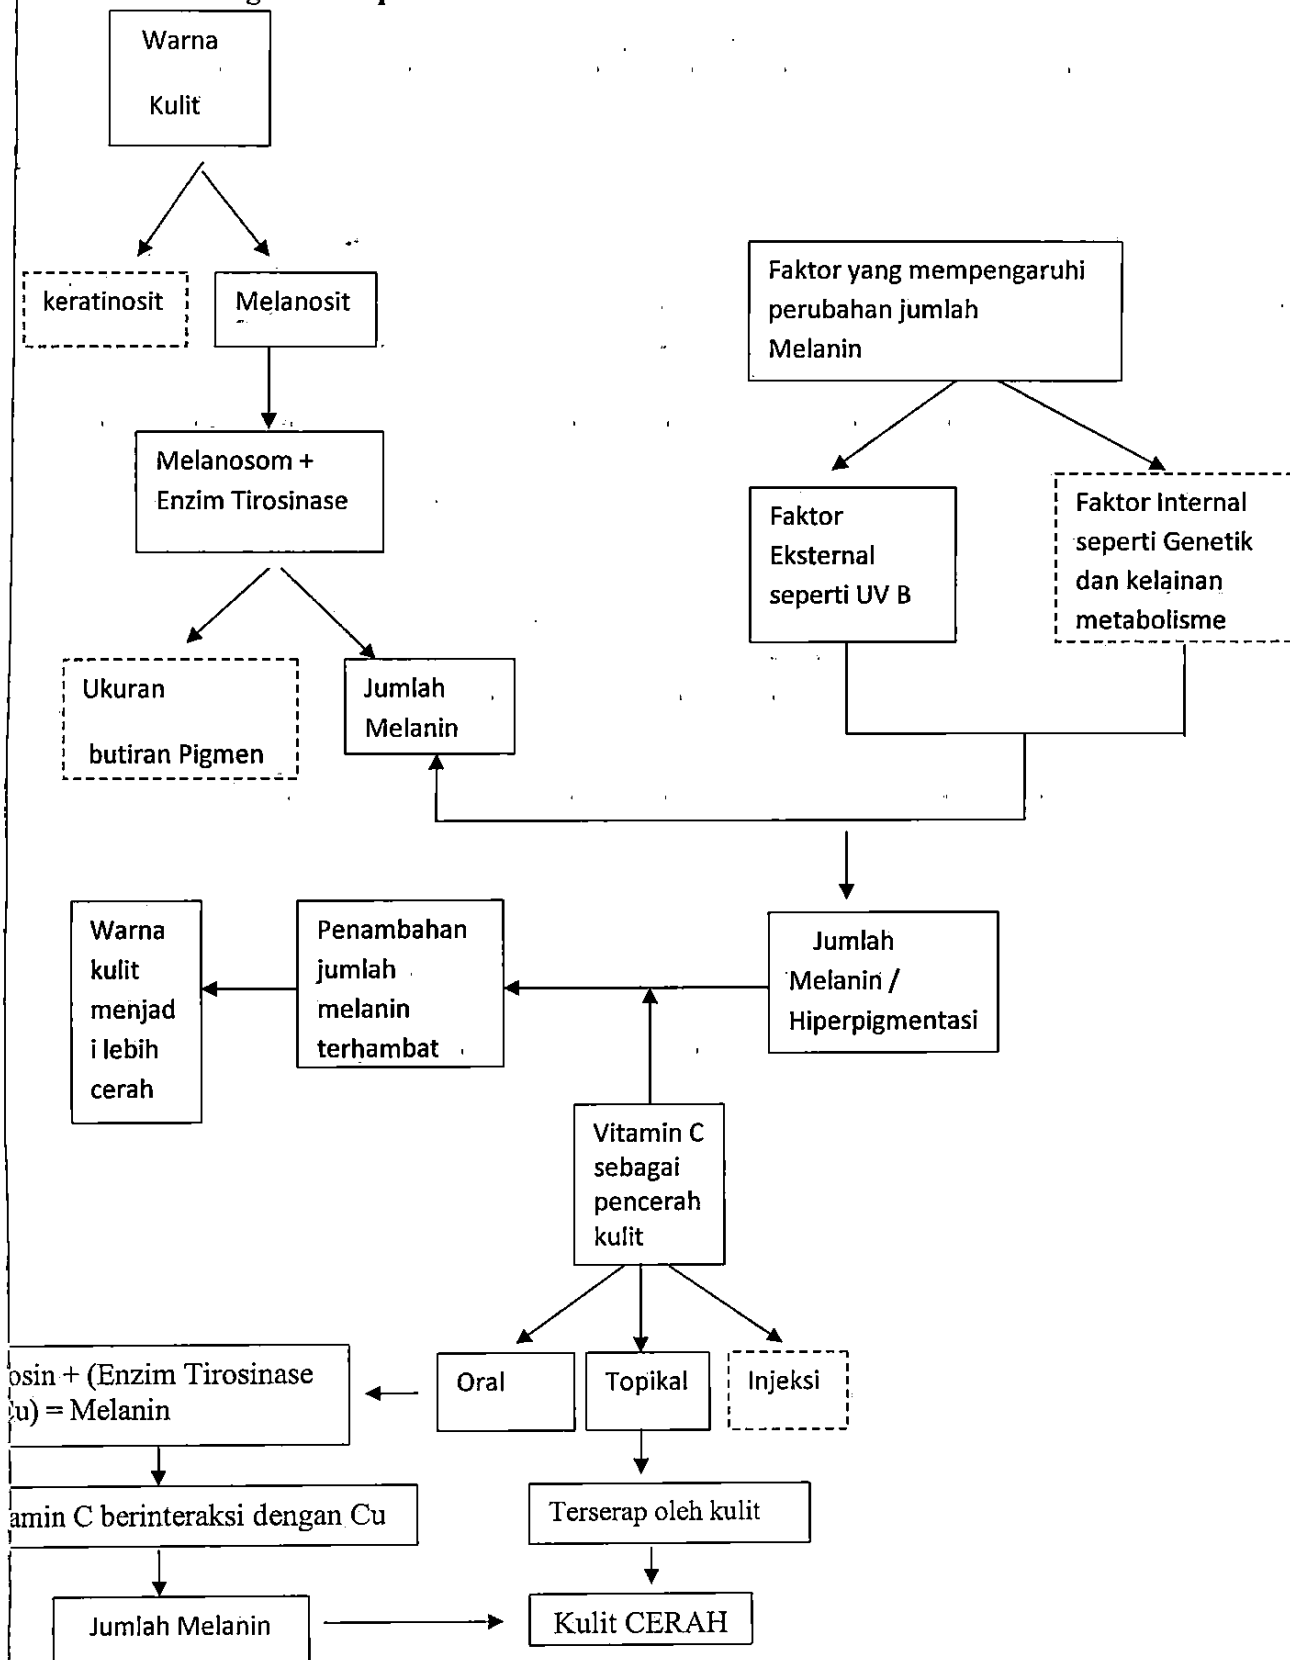 Warna
Kulit
keratinosit
Melanosit
Faktor yang mempengaruhi
perubahan jumlah
Melanin
Melanosom +
Enzim Tirosinase
Faktor
Eksternal
seperti UV B
Faktor Internal
seperti Genetik
dan kelainan
metabolisme
Ukuran
butiran Pigmen
Jumlah
Melanin
Warna
kulit
menjad
i lebih
cerah
Penambahan
jumlah
melanin
terhambat
Jumlah
Melanin /
Hiperpigmentasi
Vitamin C
sebagai
pencerah
kulit
Oral
Topikal
Injeksi
osin + (Enzim Tirosinase
u) = Melanin
amin C berinteraksi dengan Cu
Terserap oleh kulit
Jumlah Melanin
Kulit CERAH